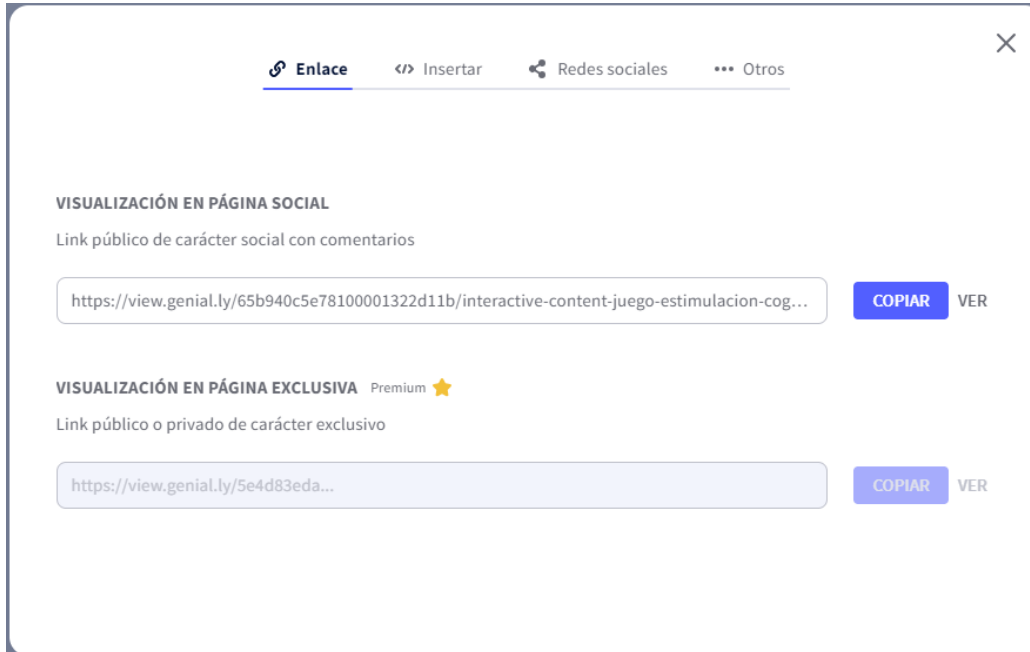 Enlace </> Insertar Redes sociales ••• Otros
VISUALIZACIÓN EN PÁGINA SOCIAL
Link público de carácter social con comentarios
https://view.genial.ly/65b940c5e78100001322d11b/interactive-content-juego-estimulacion-cog... COPIAR VER
VISUALIZACIÓN EN PÁGINA EXCLUSIVA Premium
Link público o privado de carácter exclusivo
https://view.genial.ly/5e4d83eda... COPIAR VER